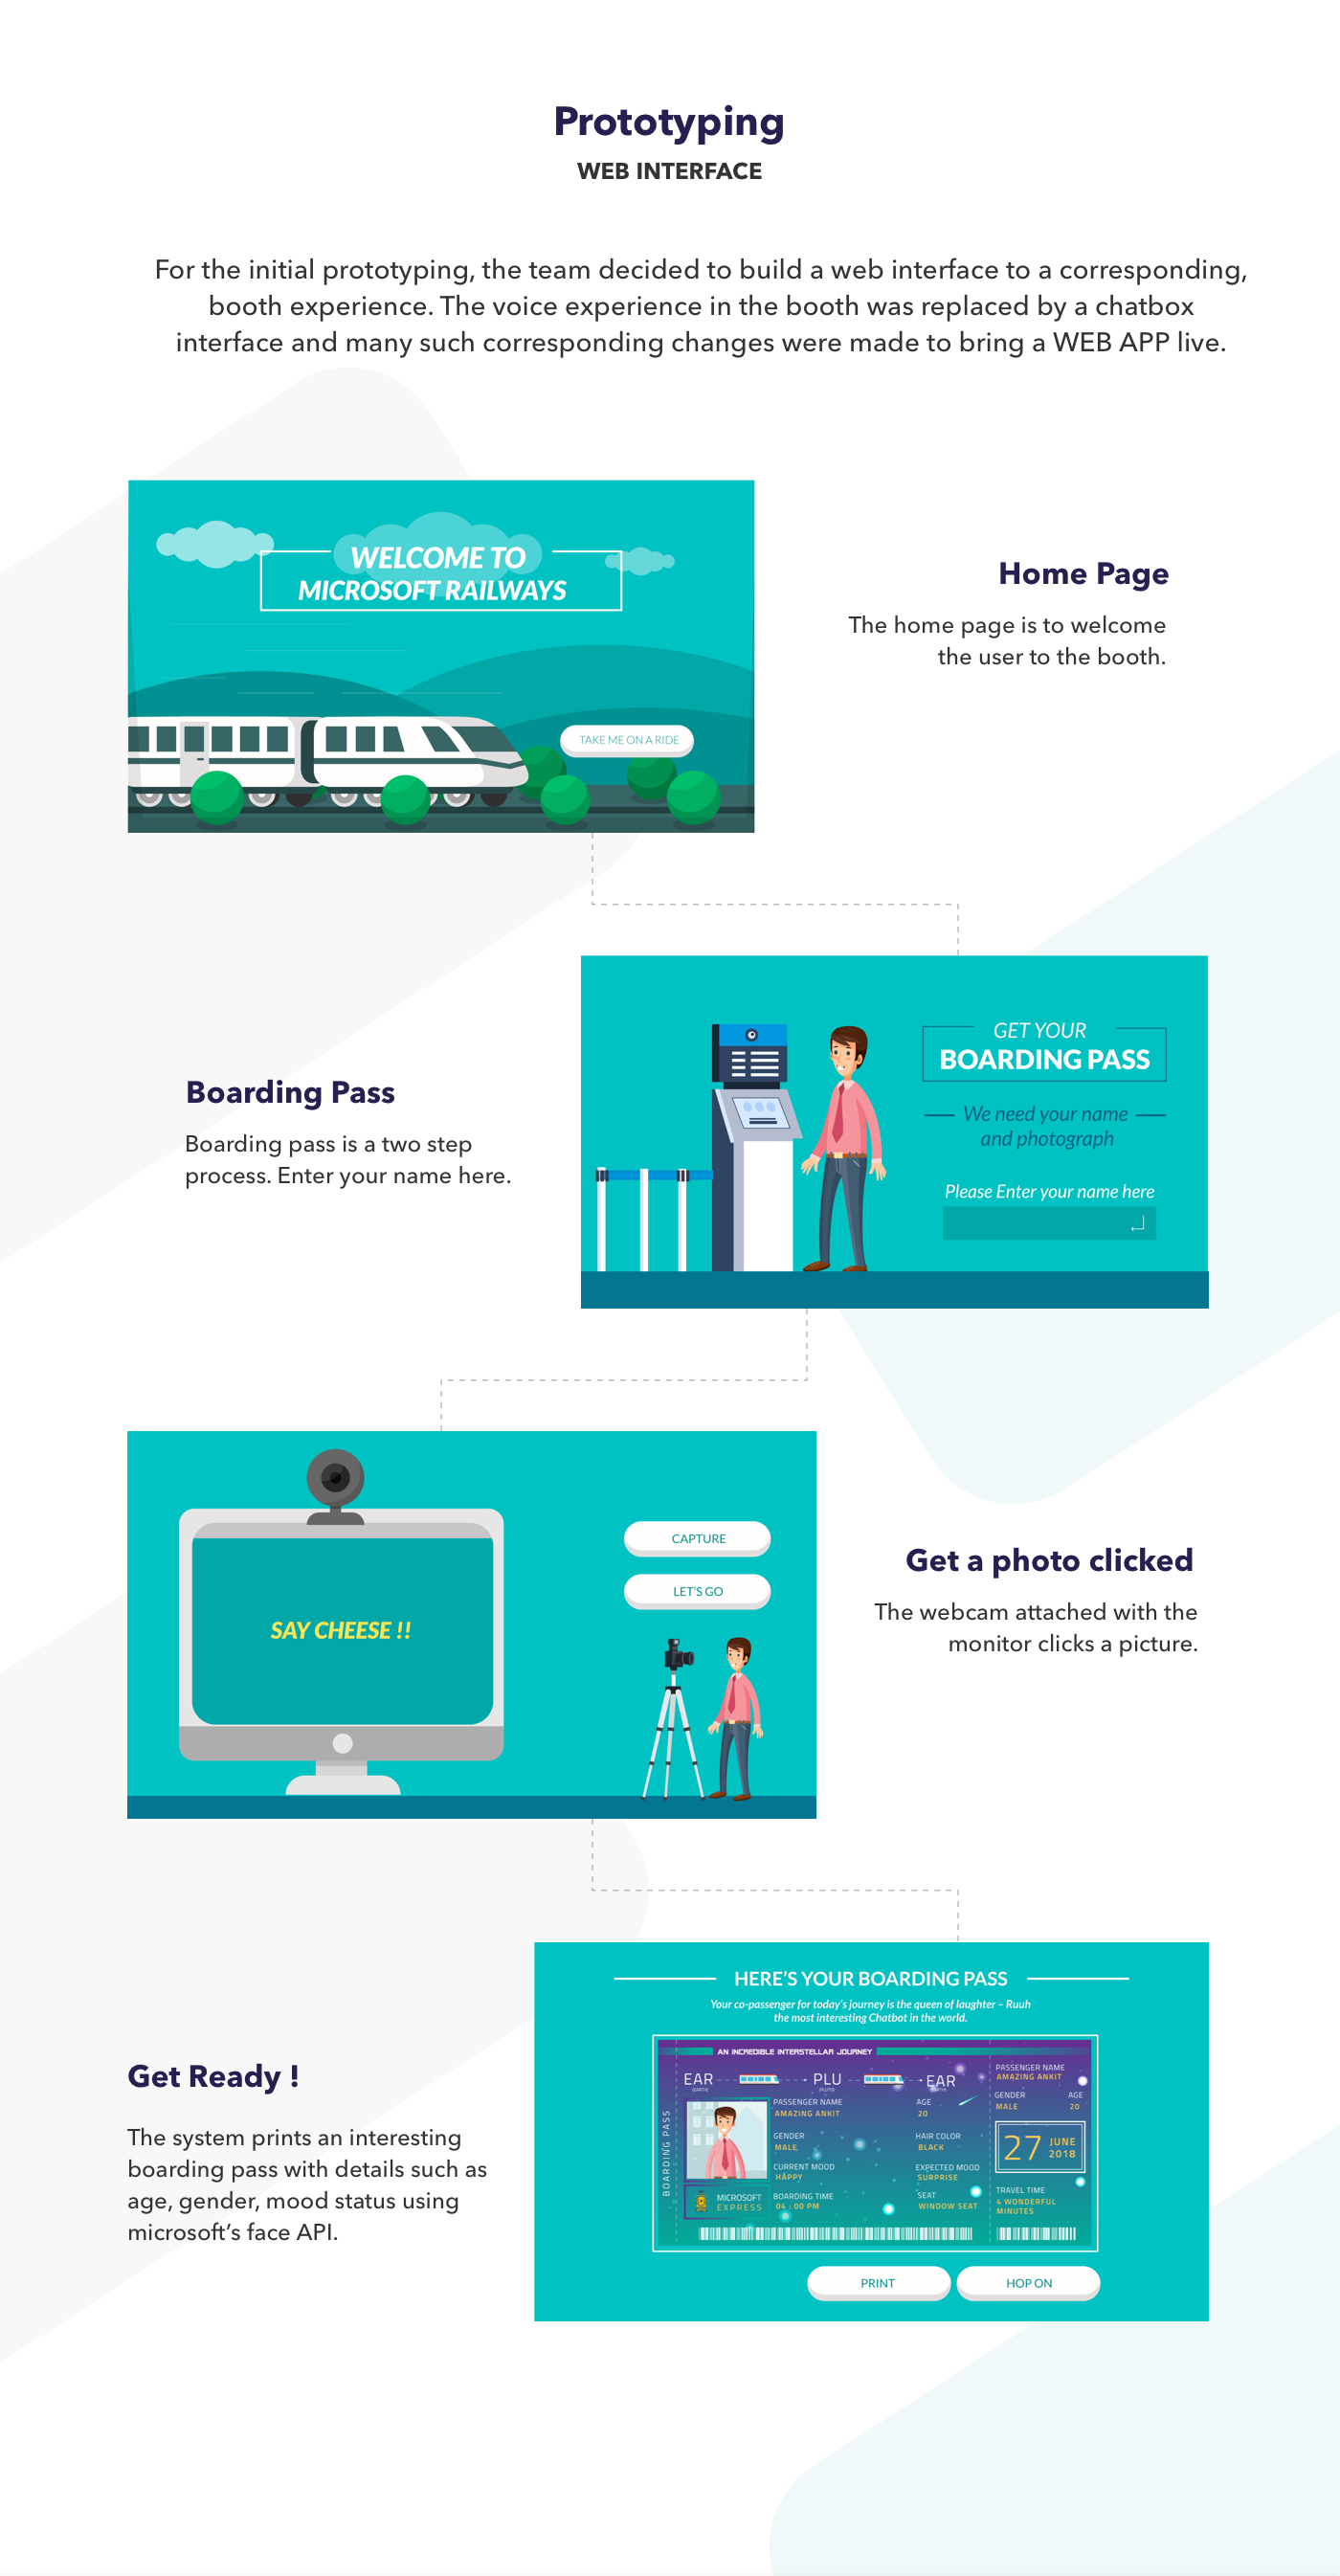 Prototyping
WEB INTERFACE
For the initial prototyping, the team decided to build a web interface to a corresponding,
booth experience. The voice experience in the booth was replaced by a chatbox
interface and many such corresponding changes were made to bring a WEB APP live.
WELCOME TO
MICROSOFT RAILWAYS
TAKE ME ON A RIDE
Home Page
The home page is to welcome
the user to the booth.
GET YOUR
BOARDING PASS
We need your name
and photograph
Please Enter your name here
Boarding Pass
Boarding pass is a two step
process. Enter your name here.
SAY CHEESE !!
CAPTURE
LET'S GO
Get a photo clicked
The webcam attached with the
monitor clicks a picture.
HERE'S YOUR BOARDING PASS
Your co-passenger for today's journey is the queen of laughter – Ruuh
the most interesting Chatbot in the world.
AN INCREDIBLE INTERSTELLAR JOURNEY
EAR PLU EAR
BOARDING PASS
PASSENGER NAME
AMAZING ANKIT
AGE
20
GENDER
MALE
HAIR COLOR
BLACK
CURRENT MOOD
HAPPY
EXPECTED MOOD
SURPRISE
MICROSOFT
EXPRESS
BOARDING TIME
04 : 00 PM
SEAT
WINDOW SEAT
PASSENGER NAME
AMAZING ANKIT
GENDER AGE
MALE 20
27 JUNE
2018
TRAVEL TIME
4 WONDERFUL
MINUTES
PRINT
HOP ON
Get Ready !
The system prints an interesting
boarding pass with details such as
age, gender, mood status using
microsoft's face API.